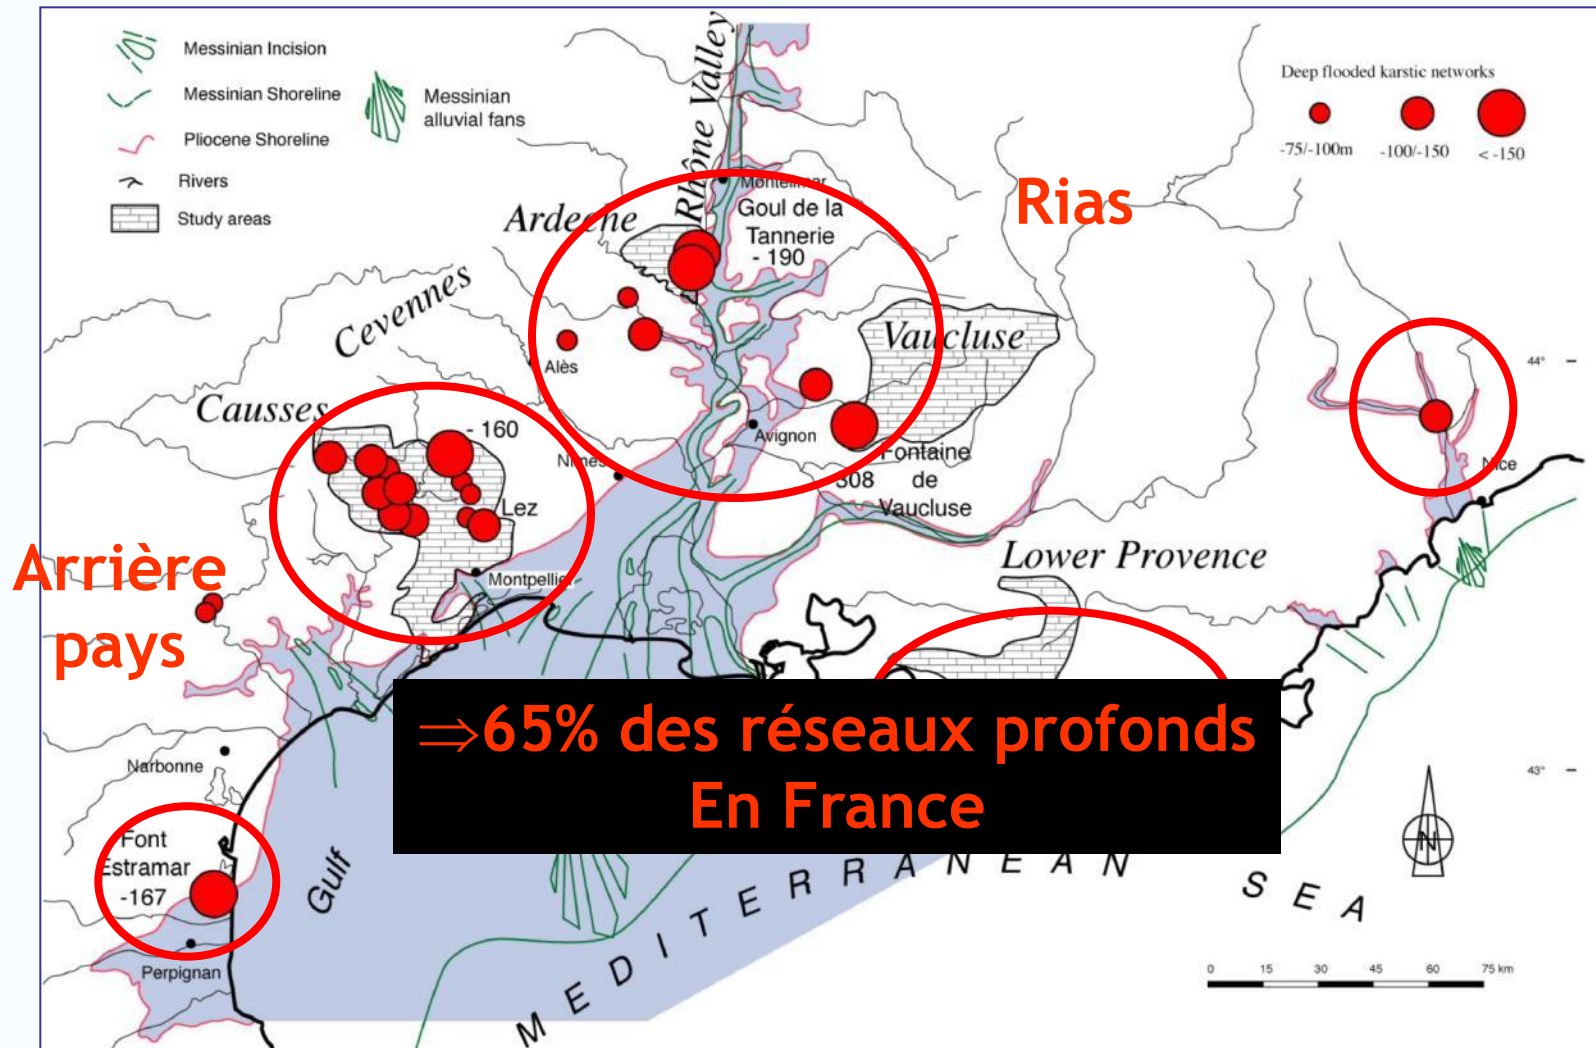 Messinian Incision
Messinian Shoreline
Pliocene Shoreline
Rivers
Study areas
Messinian
alluvial fans
Deep flooded karstic networks
-75/-100m
-100/-150
< -150
Rhône Valley
Rias
Montelimar
Ardeche
Goul de la
Tannerie
- 190
Cevennes
Vaucluse
44°
Alès
Causses
- 160
Avignon
Nîmes
Fontaine
308 de
Vaucluse
Nice
Lez
Lower Provence
Arrière
pays
Montpellier
⇒65% des réseaux profonds
En France
Narbonne
43°
Font
Estramar
-167
Gulf
N
MEDITERRANEAN SEA
Perpignan
0 15 30 45 60 75 km